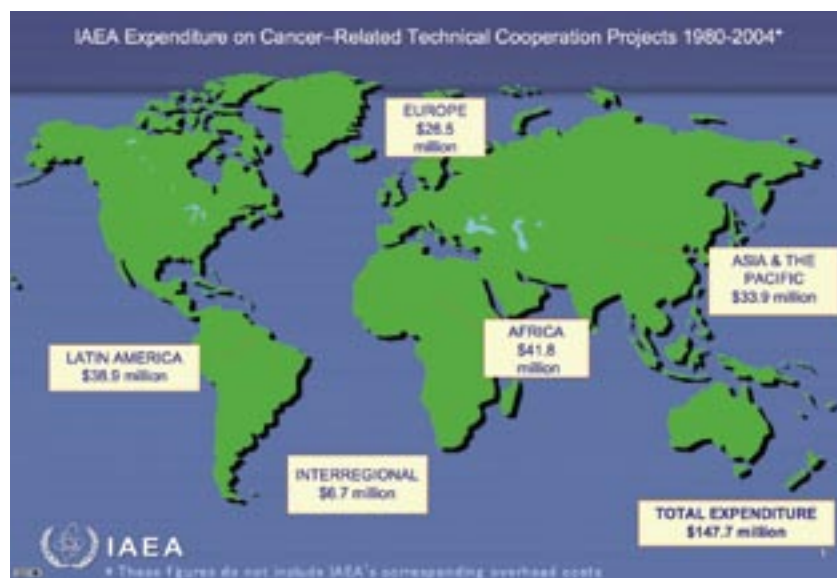 IAEA Expenditure on Cancer–Related Technical Cooperation Projects 1980-2004*
EUROPE
$26.5
million
ASIA & THE
PACIFIC
$33.9 million
AFRICA
$41.8
million
LATIN AMERICA
$38.9 million
INTERREGIONAL
$6.7 million
TOTAL EXPENDITURE
$147.7 million
IAEA
* These figures do not include IAEA's corresponding overhead costs